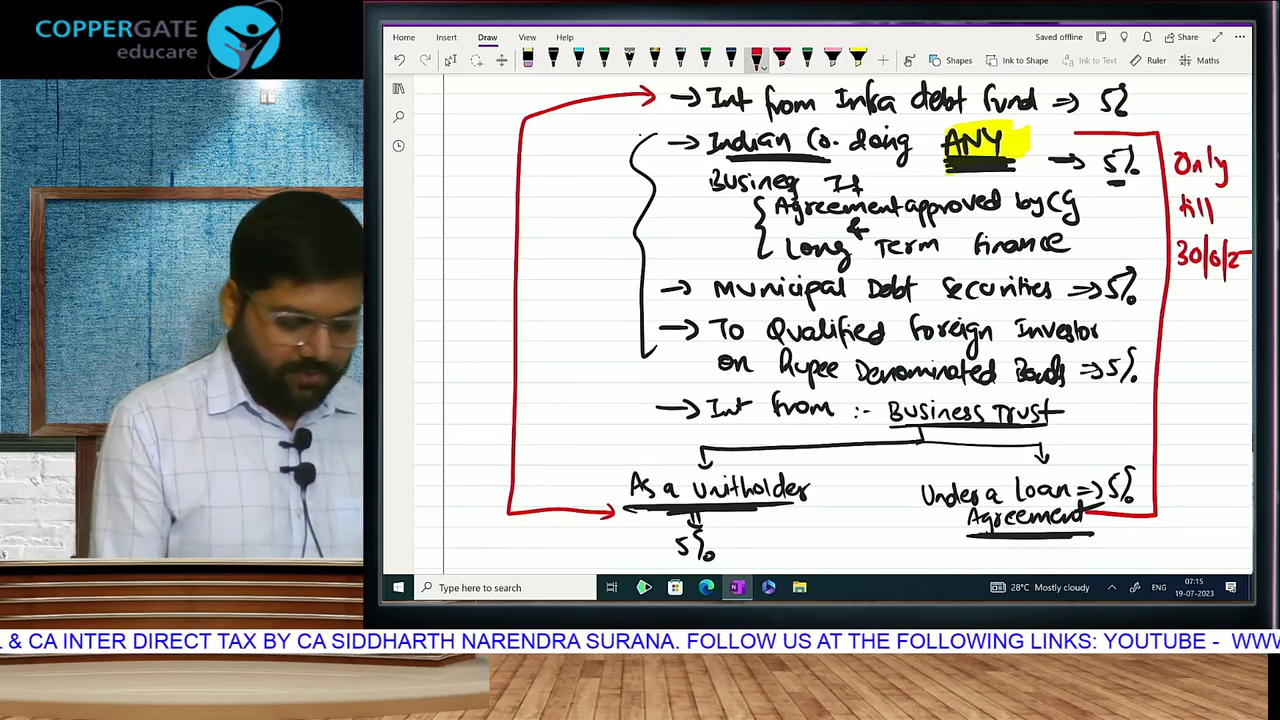 COPPERGATE
educare
Home Insert Draw View Help
Saved offline
Share
Shapes
Ink to Shape
Ink to Text
Ruler
Maths
→ Int from Infra debt fund ⇒ 5%
→ Indian Co. doing ANY → 5%
Business If
Agreement approved by CG
&
Long Term finance
→ Municipal Debt Securities ⇒ 5%
→ To Qualified Foreign Investor
on Rupee Denominated Bonds ⇒ 5%
→ Int from :- Business Trust
As a Unitholder
5%
Under a Loan ⇒ 5%
Agreement
Only
till
Type here to search
28°C Mostly cloudy
ENG
07:15
19-07-2023
L & CA INTER DIRECT TAX BY CA SIDDHARTH NARENDRA SURANA. FOLLOW US AT THE FOLLOWING LINKS: YOUTUBE - WWW